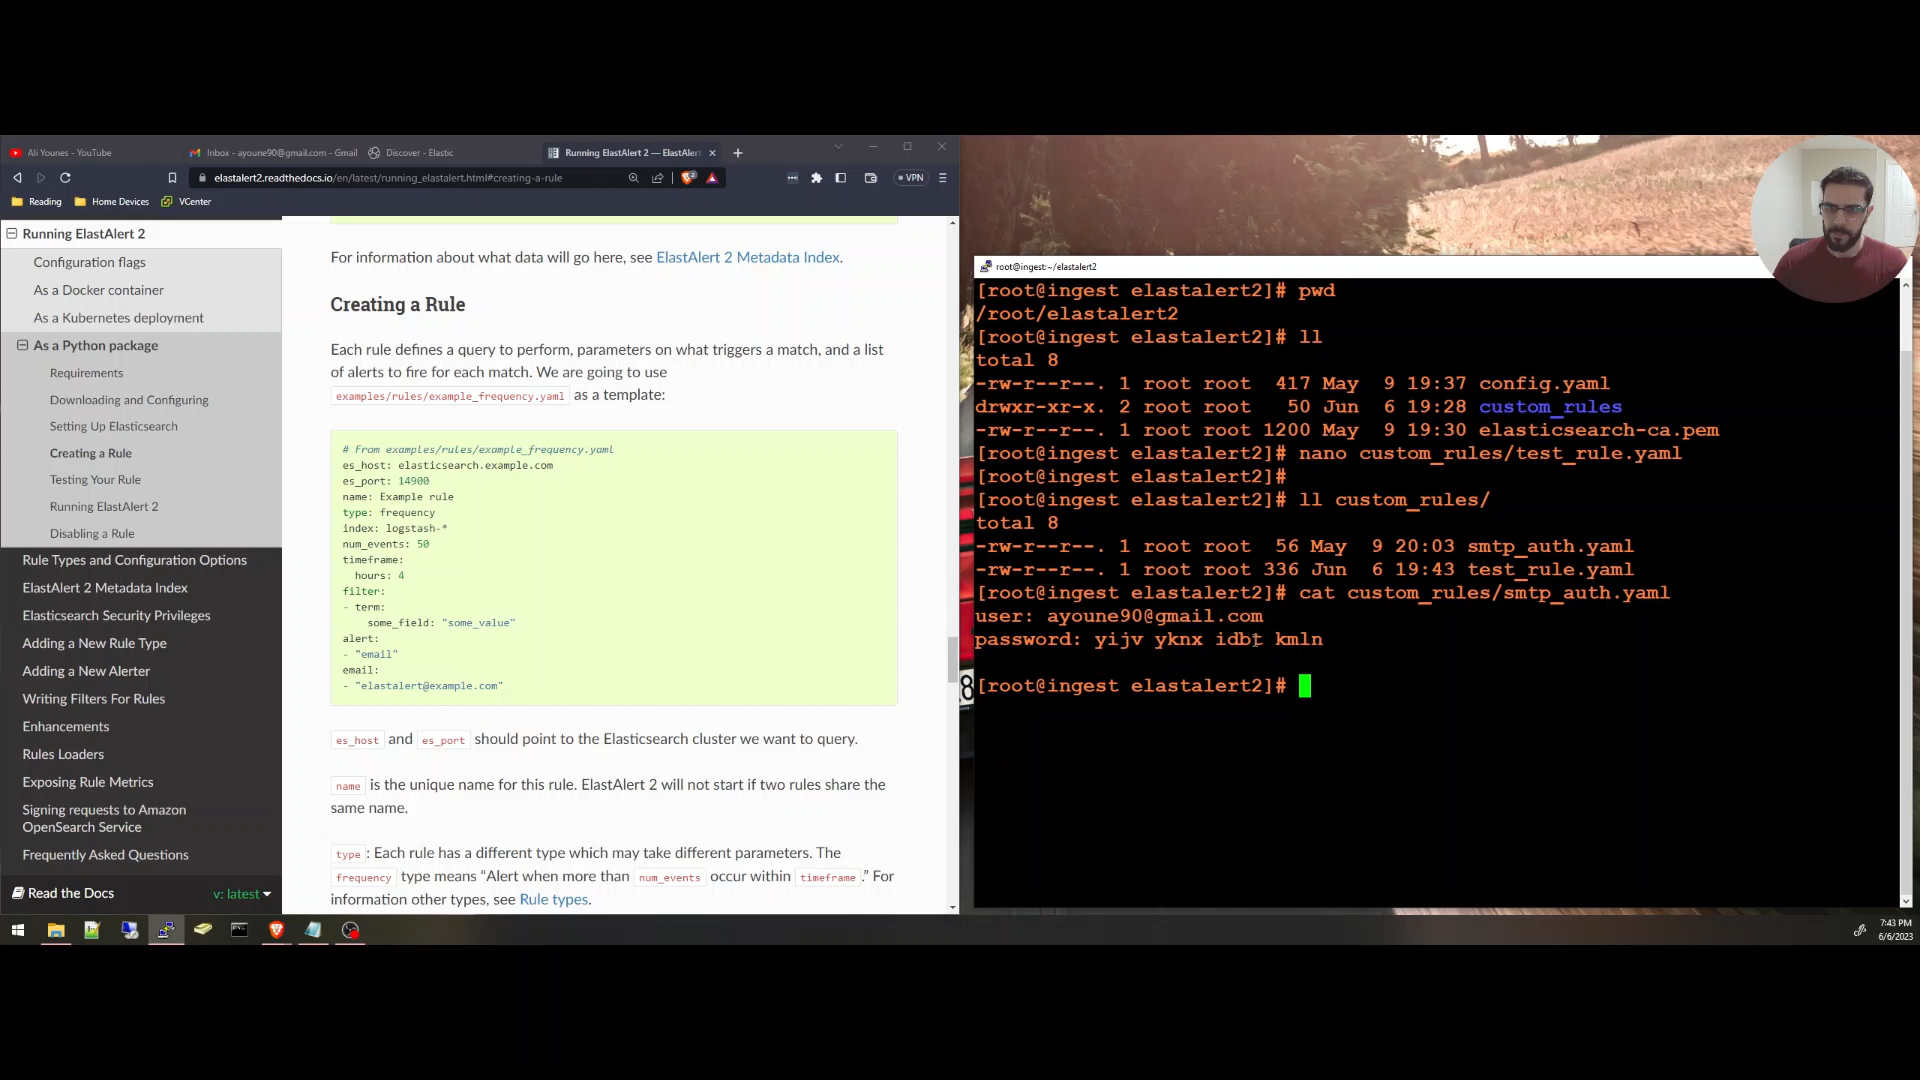 Ali Younes - YouTube
Inbox - ayoune90@gmail.com - Gmail
Discover - Elastic
Running ElastAlert 2 — ElastAler
elastalert2.readthedocs.io/en/latest/running_elastalert.html#creating-a-rule
VPN
Reading
Home Devices
VCenter
Running ElastAlert 2
Configuration flags
As a Docker container
As a Kubernetes deployment
As a Python package
Requirements
Downloading and Configuring
Setting Up Elasticsearch
Creating a Rule
Testing Your Rule
Running ElastAlert 2
Disabling a Rule
Rule Types and Configuration Options
ElastAlert 2 Metadata Index
Elasticsearch Security Privileges
Adding a New Rule Type
Adding a New Alerter
Writing Filters For Rules
Enhancements
Rules Loaders
Exposing Rule Metrics
Signing requests to Amazon
OpenSearch Service
Frequently Asked Questions
Read the Docs
v: latest
For information about what data will go here, see ElastAlert 2 Metadata Index.
Creating a Rule
Each rule defines a query to perform, parameters on what triggers a match, and a list
of alerts to fire for each match. We are going to use
examples/rules/example_frequency.yaml as a template:
# From examples/rules/example_frequency.yaml
es_host: elasticsearch.example.com
es_port: 14900
name: Example rule
type: frequency
index: logstash-*
num_events: 50
timeframe:
hours: 4
filter:
- term:
some_field: "some_value"
alert:
- "email"
email:
- "elastalert@example.com"
es_host and es_port should point to the Elasticsearch cluster we want to query.
name is the unique name for this rule. ElastAlert 2 will not start if two rules share the
same name.
type : Each rule has a different type which may take different parameters. The
frequency type means “Alert when more than num_events occur within timeframe .” For
information other types, see Rule types.
root@ingest:~/elastalert2
[root@ingest elastalert2]# pwd
/root/elastalert2
[root@ingest elastalert2]# ll
total 8
-rw-r--r--. 1 root root 417 May 9 19:37 config.yaml
drwxr-xr-x. 2 root root 50 Jun 6 19:28 custom_rules
-rw-r--r--. 1 root root 1200 May 9 19:30 elasticsearch-ca.pem
[root@ingest elastalert2]# nano custom_rules/test_rule.yaml
[root@ingest elastalert2]#
[root@ingest elastalert2]# ll custom_rules/
total 8
-rw-r--r--. 1 root root 56 May 9 20:03 smtp_auth.yaml
-rw-r--r--. 1 root root 336 Jun 6 19:43 test_rule.yaml
[root@ingest elastalert2]# cat custom_rules/smtp_auth.yaml
user: ayoune90@gmail.com
password: yijv yknx idbt kmln
[root@ingest elastalert2]#
7:43 PM
6/6/2023